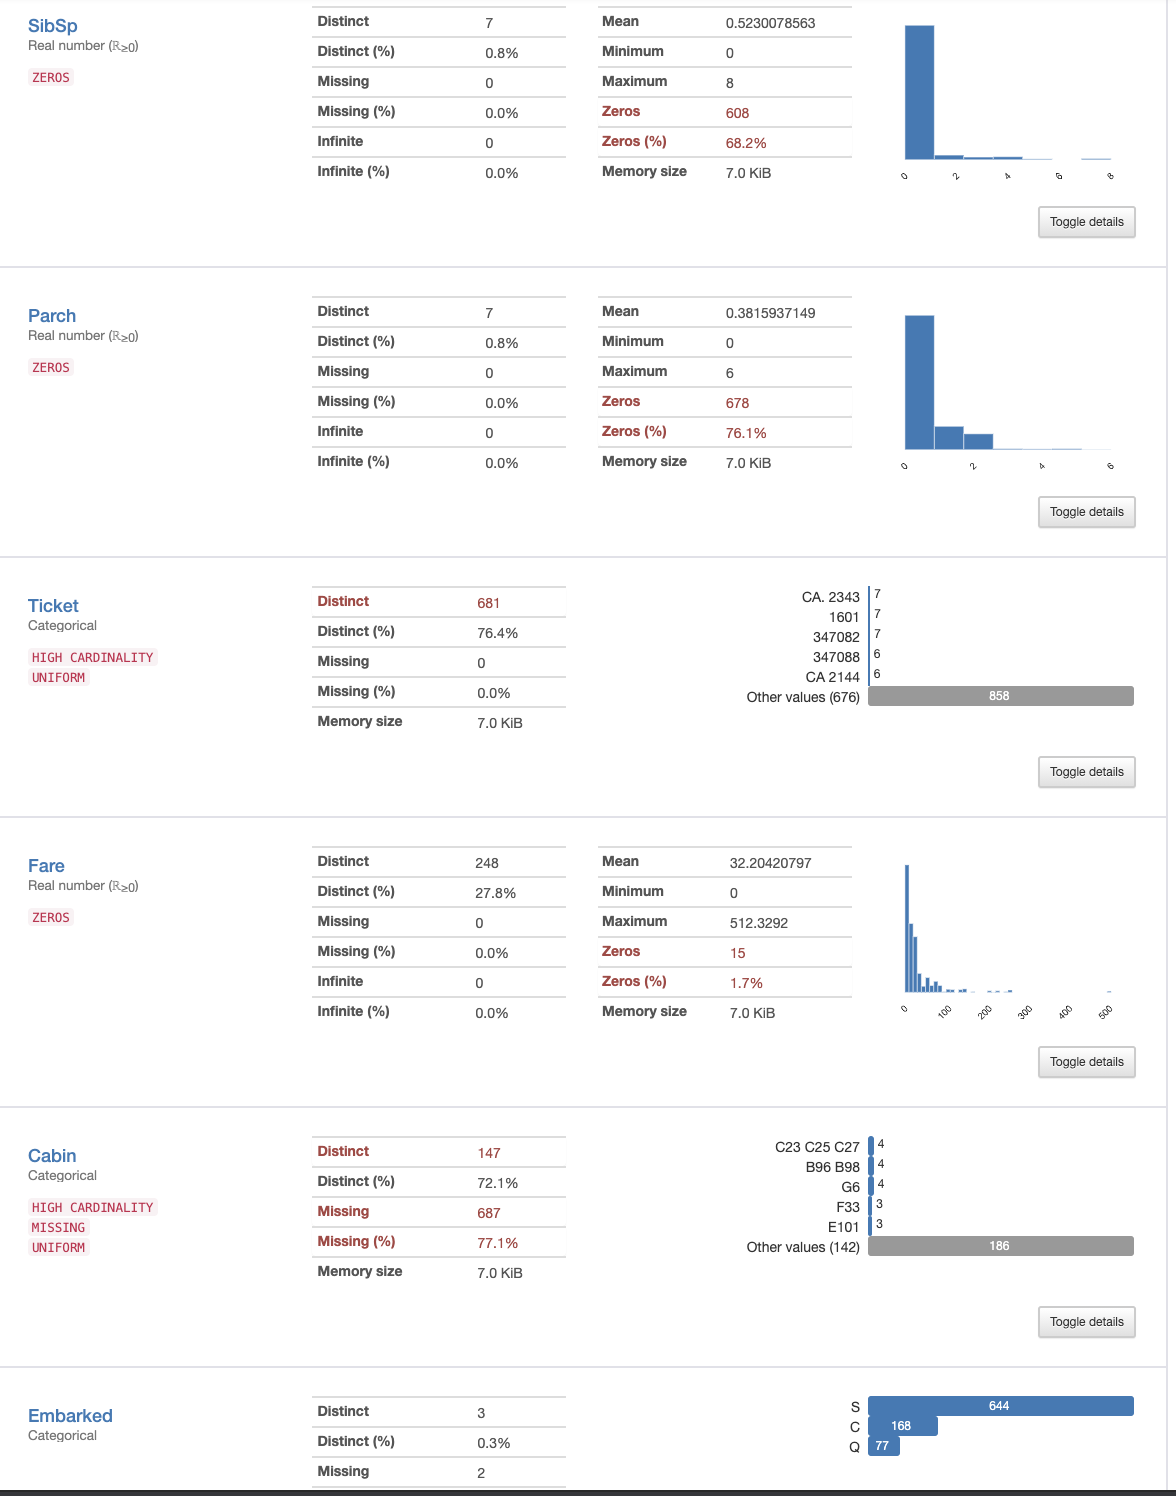 SibSp
Real number (ℝ≥0)
ZEROS
Distinct 7
Distinct (%) 0.8%
Missing 0
Missing (%) 0.0%
Infinite 0
Infinite (%) 0.0%
Mean 0.5230078563
Minimum 0
Maximum 8
Zeros 608
Zeros (%) 68.2%
Memory size 7.0 KiB
0 2 4 6 8
Toggle details
Parch
Real number (ℝ≥0)
ZEROS
Distinct 7
Distinct (%) 0.8%
Missing 0
Missing (%) 0.0%
Infinite 0
Infinite (%) 0.0%
Mean 0.3815937149
Minimum 0
Maximum 6
Zeros 678
Zeros (%) 76.1%
Memory size 7.0 KiB
0 2 4 6
Toggle details
Ticket
Categorical
HIGH CARDINALITY
UNIFORM
Distinct 681
Distinct (%) 76.4%
Missing 0
Missing (%) 0.0%
Memory size 7.0 KiB
CA. 2343 7
1601 7
347082 7
347088 6
CA 2144 6
Other values (676) 858
Toggle details
Fare
Real number (ℝ≥0)
ZEROS
Distinct 248
Distinct (%) 27.8%
Missing 0
Missing (%) 0.0%
Infinite 0
Infinite (%) 0.0%
Mean 32.20420797
Minimum 0
Maximum 512.3292
Zeros 15
Zeros (%) 1.7%
Memory size 7.0 KiB
0 100 200 300 400 500
Toggle details
Cabin
Categorical
HIGH CARDINALITY
MISSING
UNIFORM
Distinct 147
Distinct (%) 72.1%
Missing 687
Missing (%) 77.1%
Memory size 7.0 KiB
C23 C25 C27 4
B96 B98 4
G6 4
F33 3
E101 3
Other values (142) 186
Toggle details
Embarked
Categorical
Distinct 3
Distinct (%) 0.3%
Missing 2
S 644
C 168
Q 77